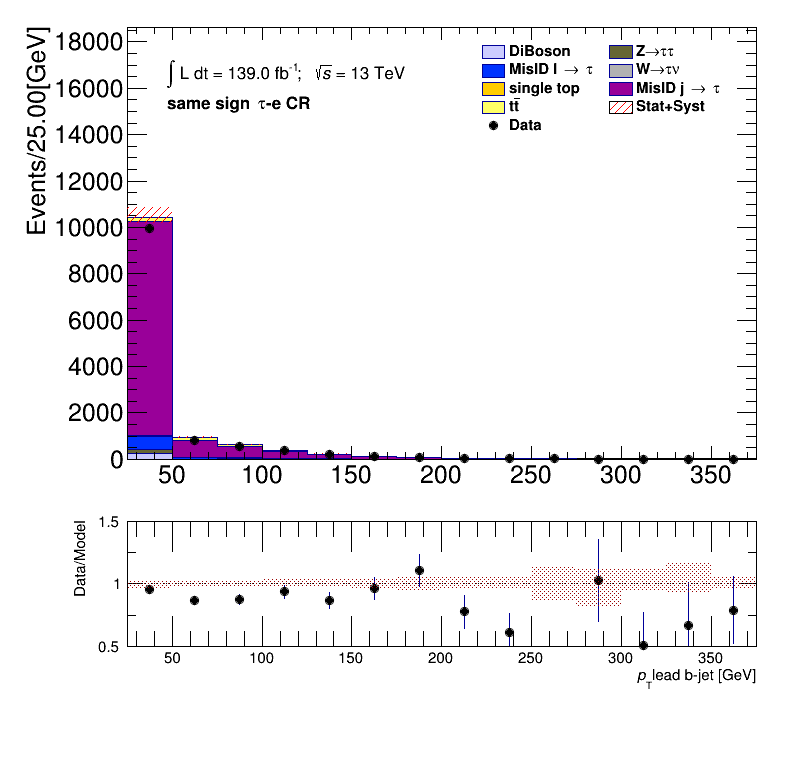 Events/25.00[GeV]
18000
16000
14000
12000
10000
8000
6000
4000
2000
0
∫ L dt = 139.0 fb⁻¹; √s = 13 TeV
same sign τ-e CR
DiBoson
Z→ττ
MisID l → τ
W→τν
single top
MisID j → τ
tt̄
Stat+Syst
Data
50 100 150 200 250 300 350
Data/Model
1.5
1
0.5
50 100 150 200 250 300 350
p_T lead b-jet [GeV]